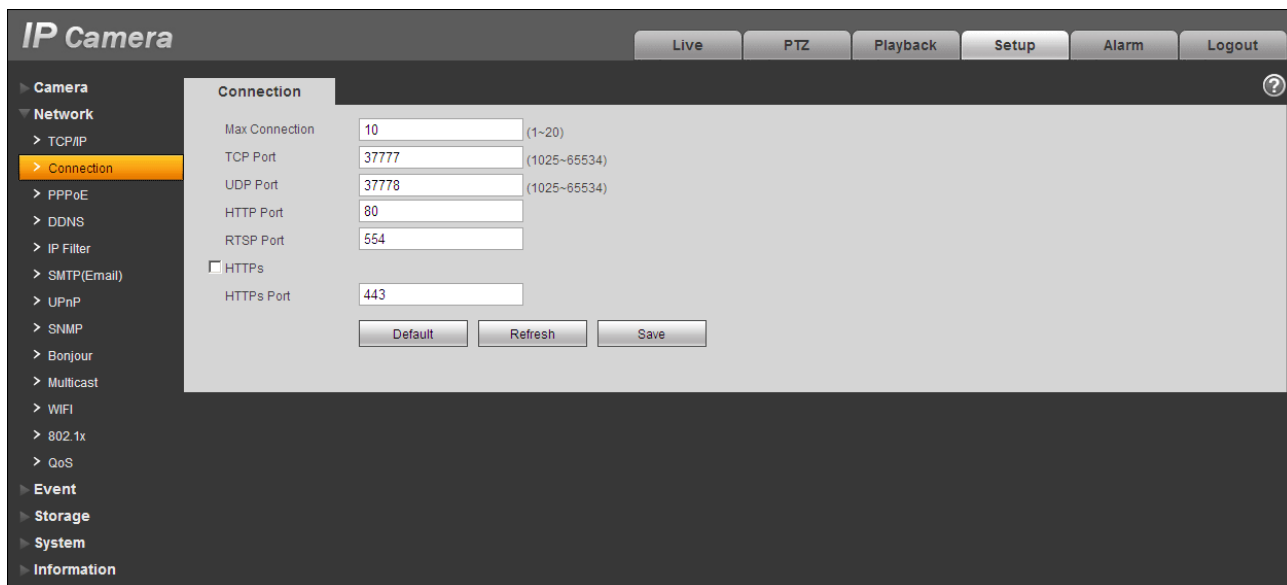 IP Camera
Live PTZ Playback Setup Alarm Logout
Camera
Network
> TCP/IP
> Connection
> PPPoE
> DDNS
> IP Filter
> SMTP(Email)
> UPnP
> SNMP
> Bonjour
> Multicast
> WIFI
> 802.1x
> QoS
Event
Storage
System
Information
Connection
?
Max Connection 10 (1~20)
TCP Port 37777 (1025~65534)
UDP Port 37778 (1025~65534)
HTTP Port 80
RTSP Port 554
HTTPs
HTTPs Port 443
Default Refresh Save